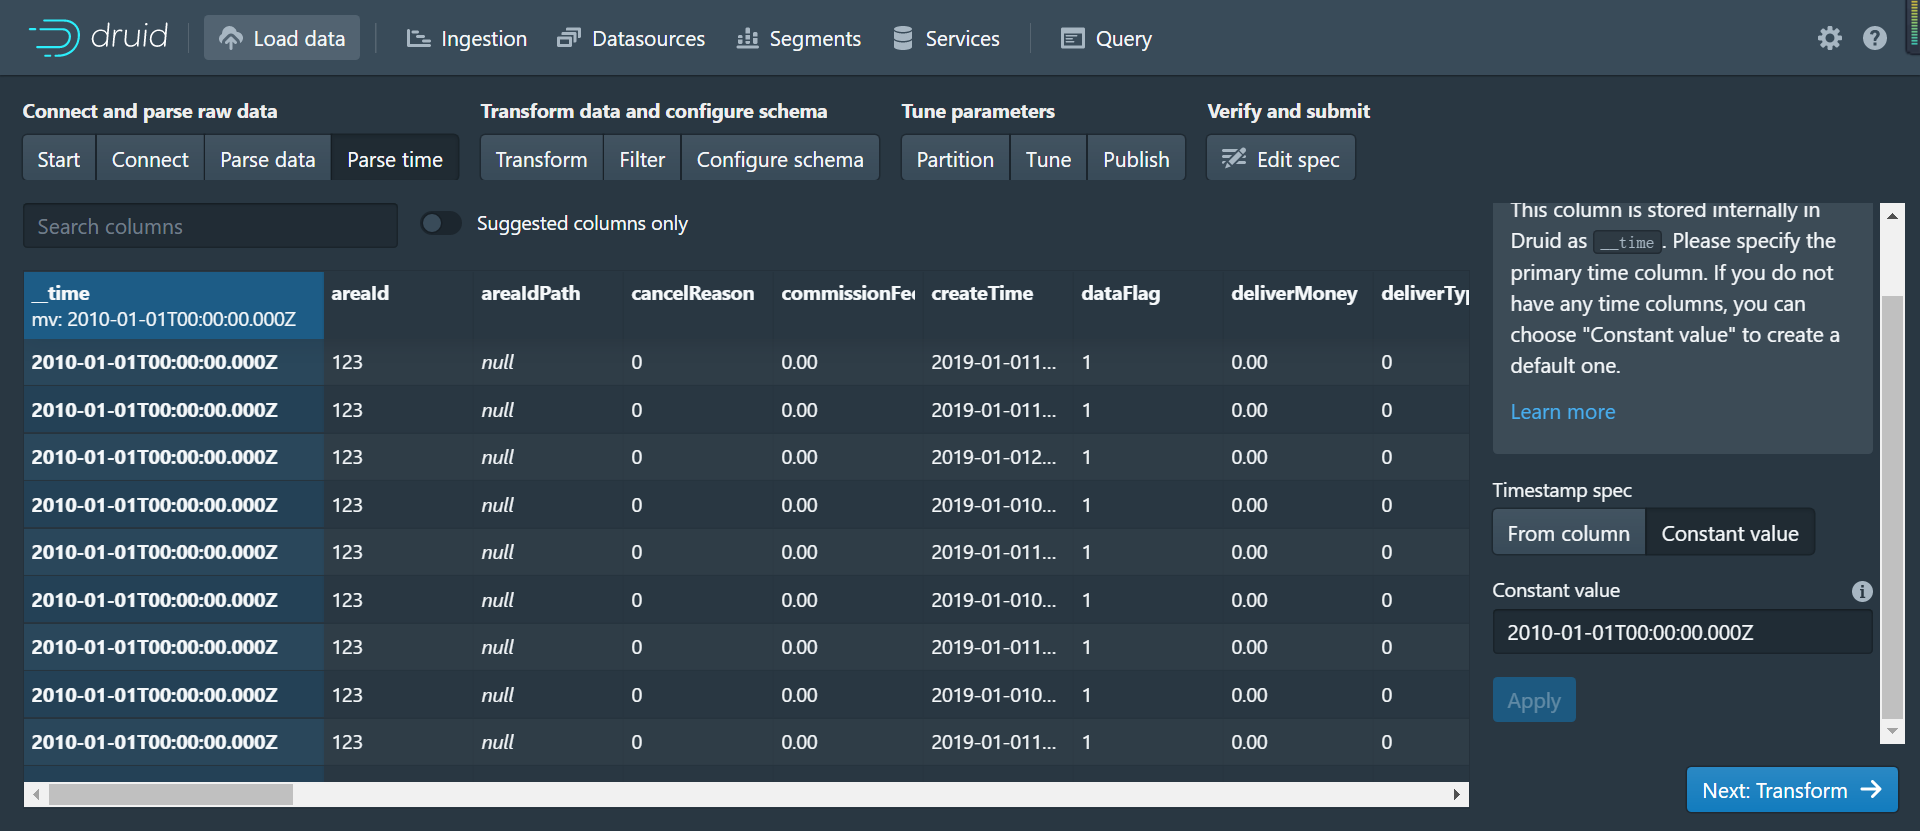 druid Load data Ingestion Datasources Segments Services Query
Connect and parse raw data Transform data and configure schema Tune parameters Verify and submit
Start Connect Parse data Parse time Transform Filter Configure schema Partition Tune Publish Edit spec
Search columns Suggested columns only
__time areaId areaIdPath cancelReason commissionFee createTime dataFlag deliverMoney deliverTyp
mv: 2010-01-01T00:00:00.000Z
2010-01-01T00:00:00.000Z 123 null 0 0.00 2019-01-011... 1 0.00 0
2010-01-01T00:00:00.000Z 123 null 0 0.00 2019-01-011... 1 0.00 0
2010-01-01T00:00:00.000Z 123 null 0 0.00 2019-01-012... 1 0.00 0
2010-01-01T00:00:00.000Z 123 null 0 0.00 2019-01-010... 1 0.00 0
2010-01-01T00:00:00.000Z 123 null 0 0.00 2019-01-011... 1 0.00 0
2010-01-01T00:00:00.000Z 123 null 0 0.00 2019-01-010... 1 0.00 0
2010-01-01T00:00:00.000Z 123 null 0 0.00 2019-01-011... 1 0.00 0
2010-01-01T00:00:00.000Z 123 null 0 0.00 2019-01-010... 1 0.00 0
2010-01-01T00:00:00.000Z 123 null 0 0.00 2019-01-011... 1 0.00 0
This column is stored internally in
Druid as __time. Please specify the
primary time column. If you do not
have any time columns, you can
choose "Constant value" to create a
default one.
Learn more
Timestamp spec
From column Constant value
Constant value
2010-01-01T00:00:00.000Z
Apply
Next: Transform